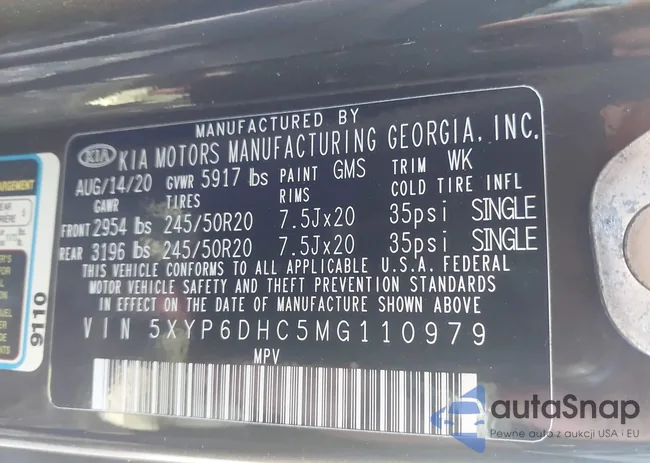 MANUFACTURED BY
KIA KIA MOTORS MANUFACTURING GEORGIA, INC.
AUG/14/20 GVWR 5917 lbs PAINT GMS TRIM WK
GAWR TIRES RIMS COLD TIRE INFL
FRONT 2954 lbs 245/50R20 7.5Jx20 35psi SINGLE
REAR 3196 lbs 245/50R20 7.5Jx20 35psi SINGLE
THIS VEHICLE CONFORMS TO ALL APPLICABLE U.S.A. FEDERAL
MOTOR VEHICLE SAFETY AND THEFT PREVENTION STANDARDS
IN EFFECT ON THE DATE OF MANUFACTURE SHOWN ABOVE
VIN 5XYP6DHC5MG110979
MPV
9110
autaSnap
Pewne auto z aukcji USA i EU